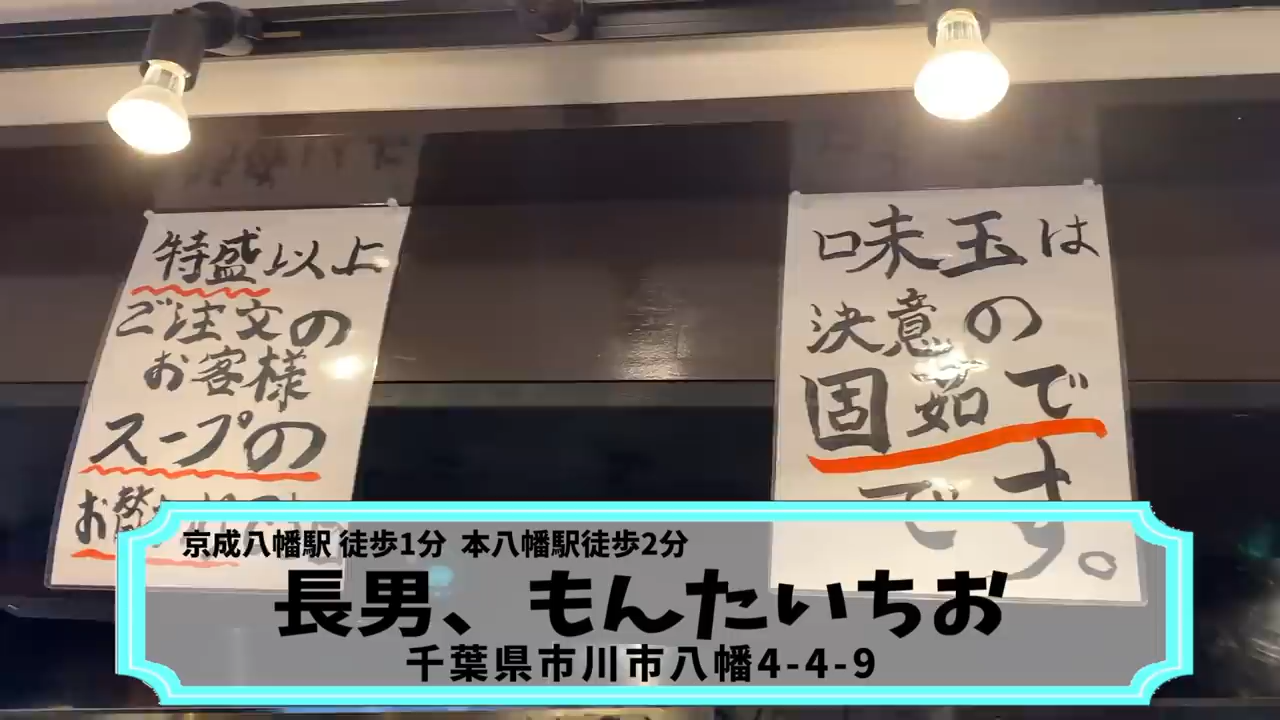 特盛以上
ご注文の
お客様
スープの
お替
味玉は
決意の
固茹で
です。
京成八幡駅 徒歩1分 本八幡駅徒歩2分
長男、もんたいちお
千葉県市川市八幡4-4-9